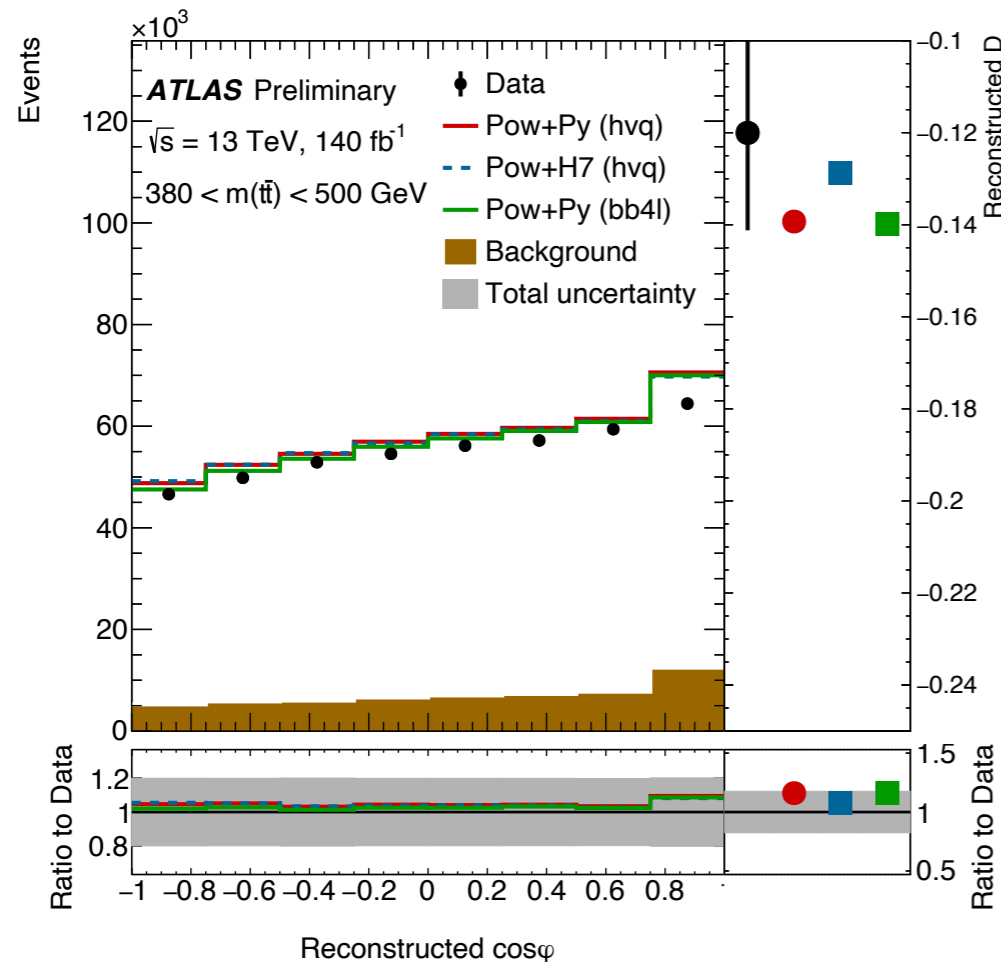 ×10³
Events
ATLAS Preliminary
√s = 13 TeV, 140 fb⁻¹
380 < m(tt̄) < 500 GeV
Data
Pow+Py (hvq)
Pow+H7 (hvq)
Pow+Py (bb4l)
Background
Total uncertainty
120
100
80
60
40
20
0
Reconstructed D
−0.1
−0.12
−0.14
−0.16
−0.18
−0.2
−0.22
−0.24
Ratio to Data
1.2
1
0.8
1.5
1
0.5
Ratio to Data
−1 −0.8 −0.6 −0.4 −0.2 0 0.2 0.4 0.6 0.8
Reconstructed cosφ